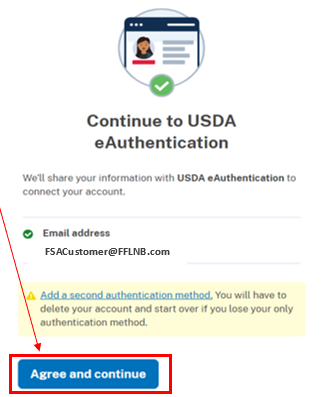 Continue to USDA
eAuthentication
We'll share your information with USDA eAuthentication to
connect your account.
Email address
FSACustomer@FFLNB.com
Add a second authentication method. You will have to
delete your account and start over if you lose your only
authentication method.
Agree and continue